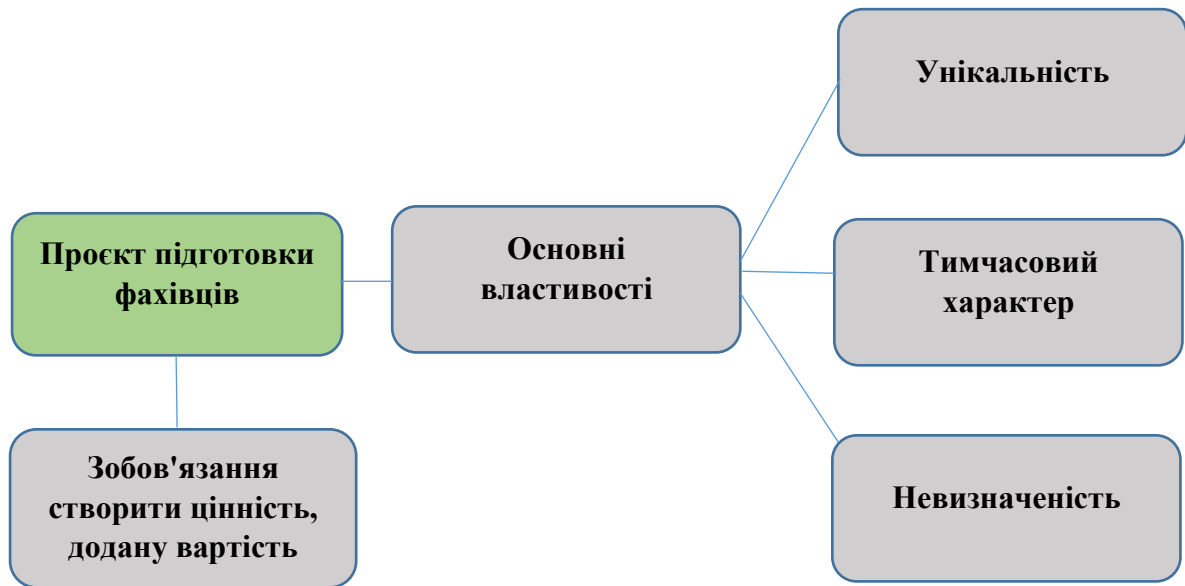 Унікальність
Проєкт підготовки
фахівців
Основні
властивості
Тимчасовий
характер
Зобов'язання
створити цінність,
додану вартість
Невизначеність